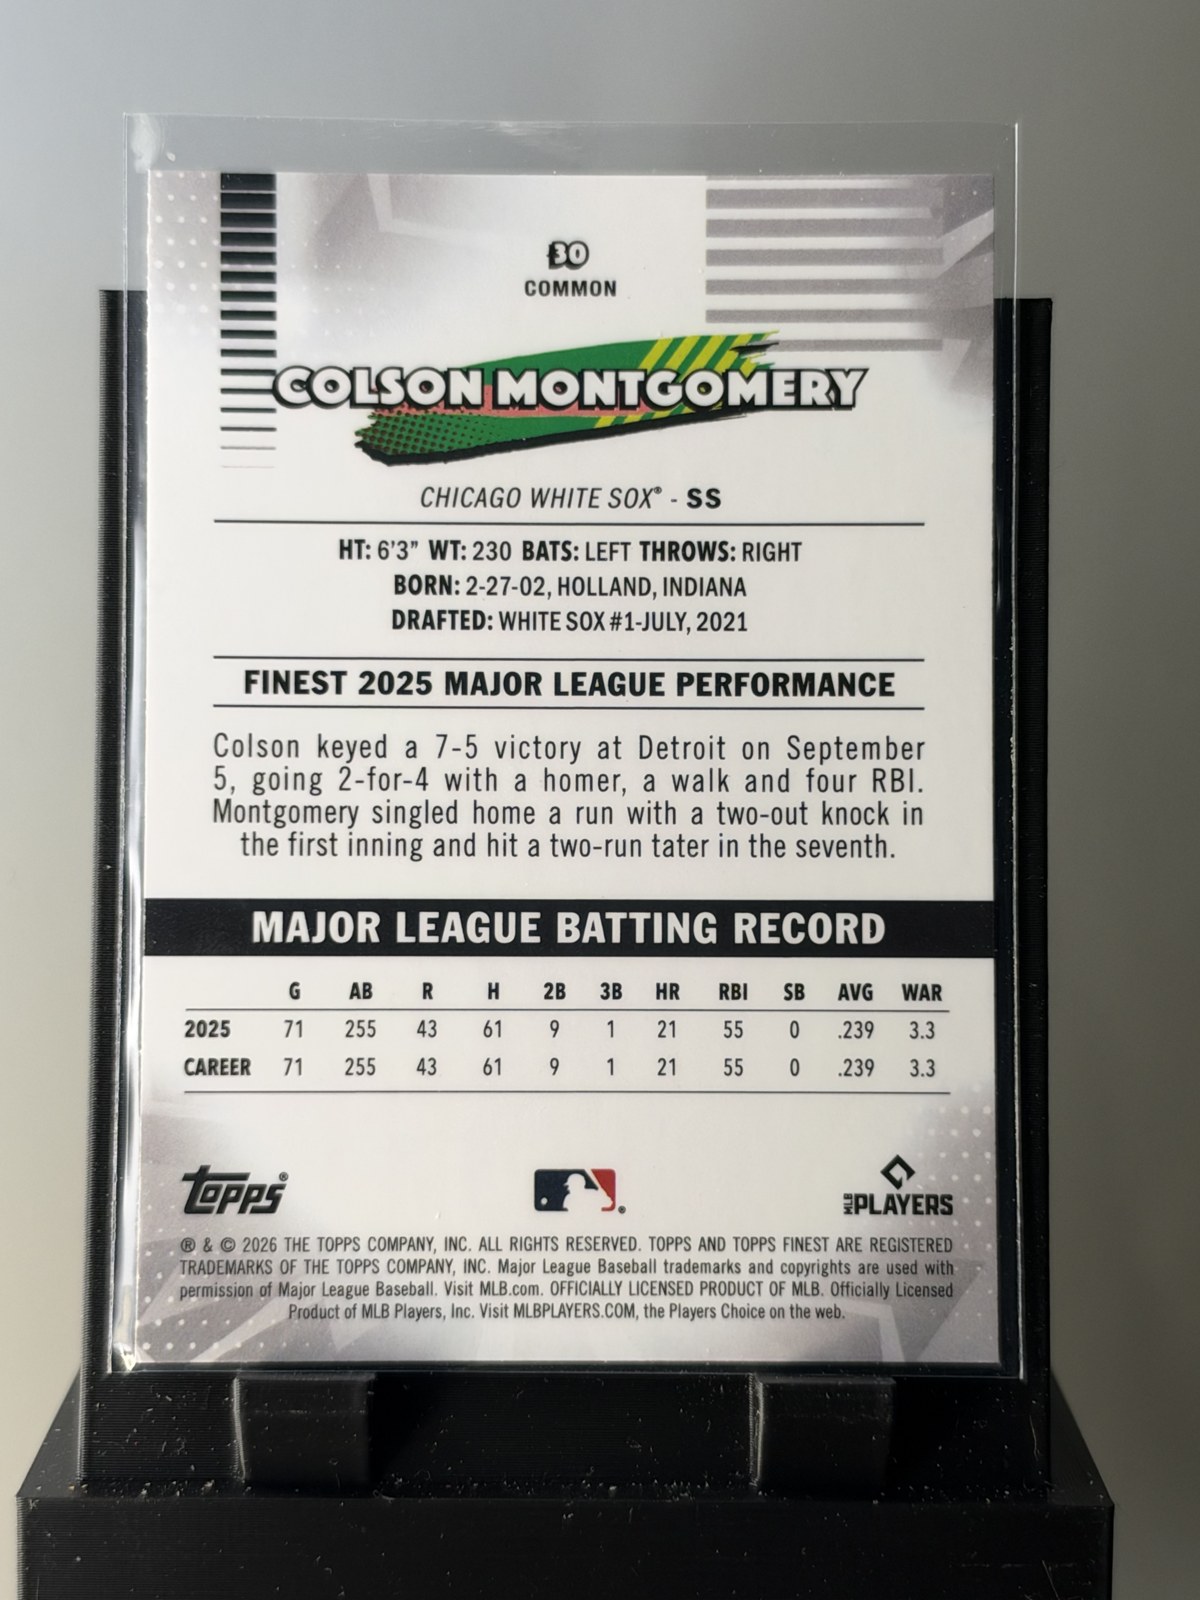 30
COMMON
COLSON MONTGOMERY
CHICAGO WHITE SOX® - SS
HT: 6'3" WT: 230 BATS: LEFT THROWS: RIGHT
BORN: 2-27-02, HOLLAND, INDIANA
DRAFTED: WHITE SOX #1-JULY, 2021
FINEST 2025 MAJOR LEAGUE PERFORMANCE
Colson keyed a 7-5 victory at Detroit on September
5, going 2-for-4 with a homer, a walk and four RBI.
Montgomery singled home a run with a two-out knock in
the first inning and hit a two-run tater in the seventh.
MAJOR LEAGUE BATTING RECORD
G AB R H 2B 3B HR RBI SB AVG WAR
2025 71 255 43 61 9 1 21 55 0 .239 3.3
CAREER 71 255 43 61 9 1 21 55 0 .239 3.3
topps®
®
MLB PLAYERS
® & © 2026 THE TOPPS COMPANY, INC. ALL RIGHTS RESERVED. TOPPS AND TOPPS FINEST ARE REGISTERED
TRADEMARKS OF THE TOPPS COMPANY, INC. Major League Baseball trademarks and copyrights are used with
permission of Major League Baseball. Visit MLB.com. OFFICIALLY LICENSED PRODUCT OF MLB. Officially Licensed
Product of MLB Players, Inc. Visit MLBPLAYERS.COM, the Players Choice on the web.